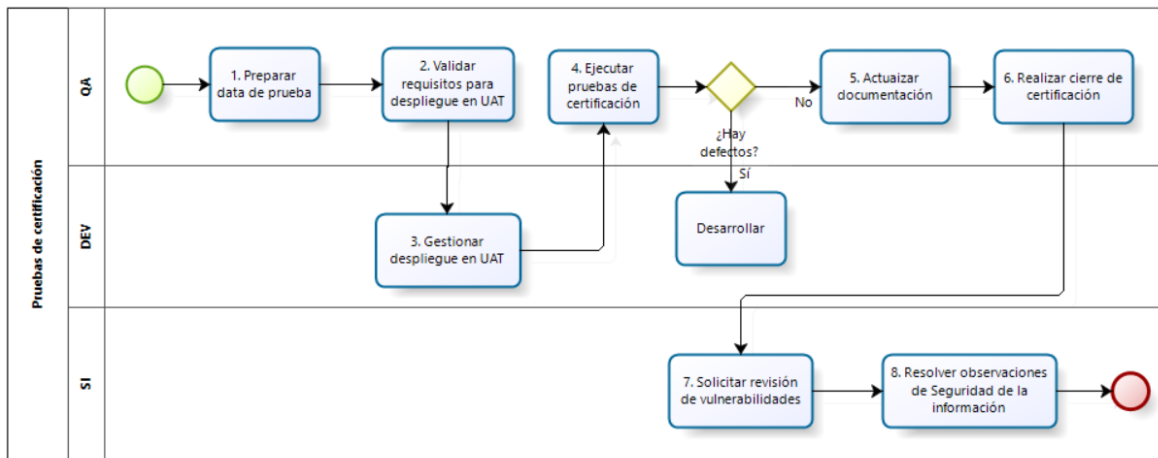 Pruebas de certificación
QA
1. Preparar
data de prueba
2. Validar
requisitos para
despliegue en UAT
4. Ejecutar
pruebas de
certificación
¿Hay
defectos?
No
Sí
5. Actuaizar
documentación
6. Realizar cierre de
certificación
DEV
3. Gestionar
despliegue en UAT
Desarrollar
SI
7. Solicitar revisión
de vulnerabilidades
8. Resolver observaciones
de Seguridad de la
información